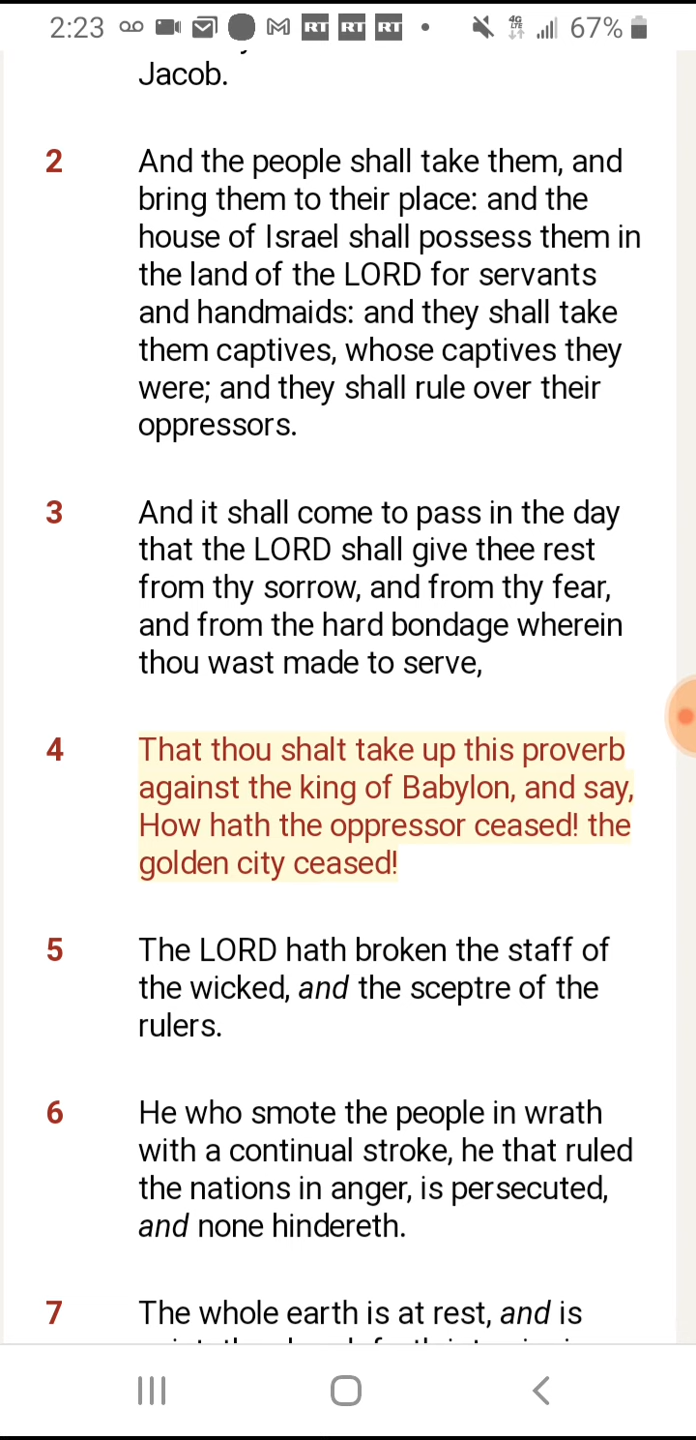 2:23 RT RT RT 4G LTE 67%
Jacob.
2 And the people shall take them, and
bring them to their place: and the
house of Israel shall possess them in
the land of the LORD for servants
and handmaids: and they shall take
them captives, whose captives they
were; and they shall rule over their
oppressors.
3 And it shall come to pass in the day
that the LORD shall give thee rest
from thy sorrow, and from thy fear,
and from the hard bondage wherein
thou wast made to serve,
4 That thou shalt take up this proverb
against the king of Babylon, and say,
How hath the oppressor ceased! the
golden city ceased!
5 The LORD hath broken the staff of
the wicked, and the sceptre of the
rulers.
6 He who smote the people in wrath
with a continual stroke, he that ruled
the nations in anger, is persecuted,
and none hindereth.
7 The whole earth is at rest, and is